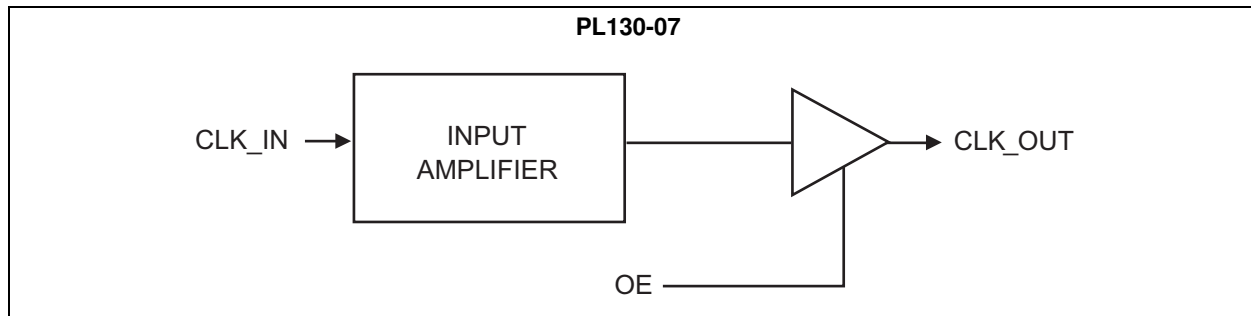 PL130-07
CLK_IN
INPUT
AMPLIFIER
CLK_OUT
OE